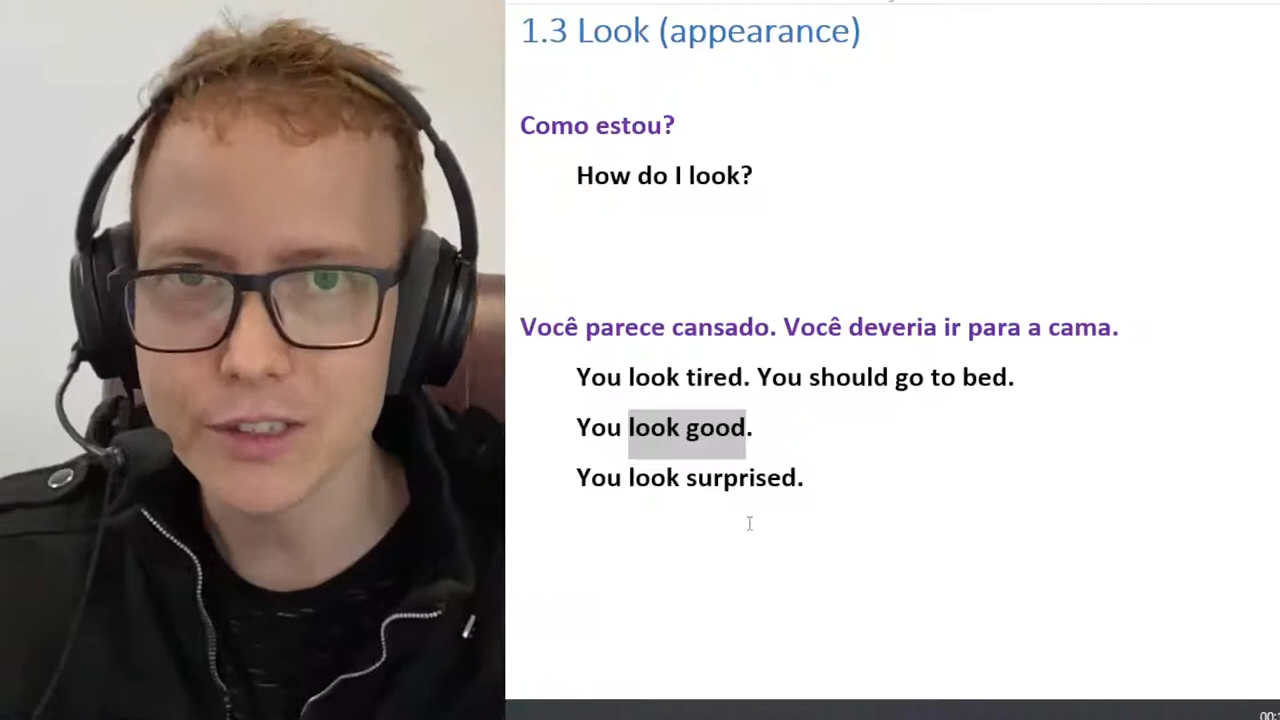 1.3 Look (appearance)
Como estou?
How do I look?
Você parece cansado. Você deveria ir para a cama.
You look tired. You should go to bed.
You look good.
You look surprised.